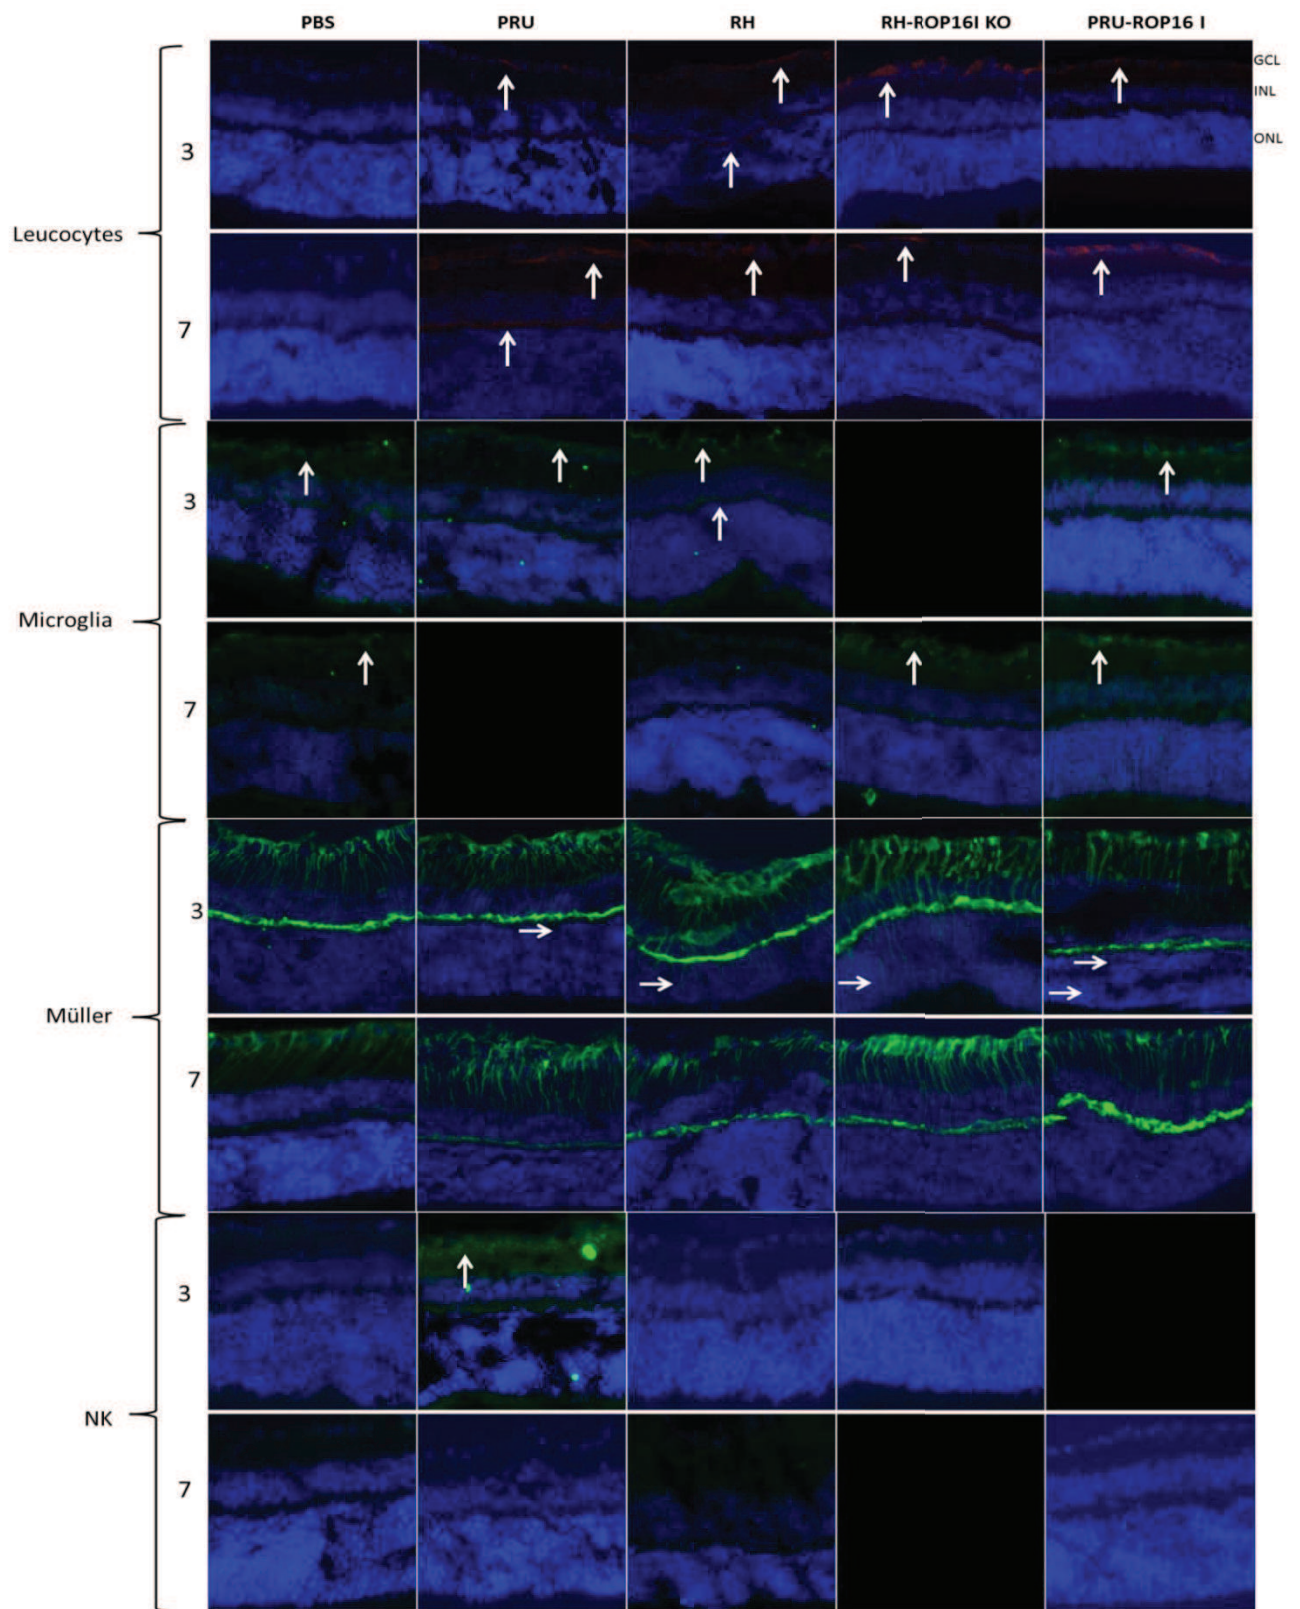 PBS PRU RH RH-ROP16I KO PRU-ROP16 I
GCL
INL
3
ONL
Leucocytes
7
3
Microglia
7
3
Müller
7
3
NK
7